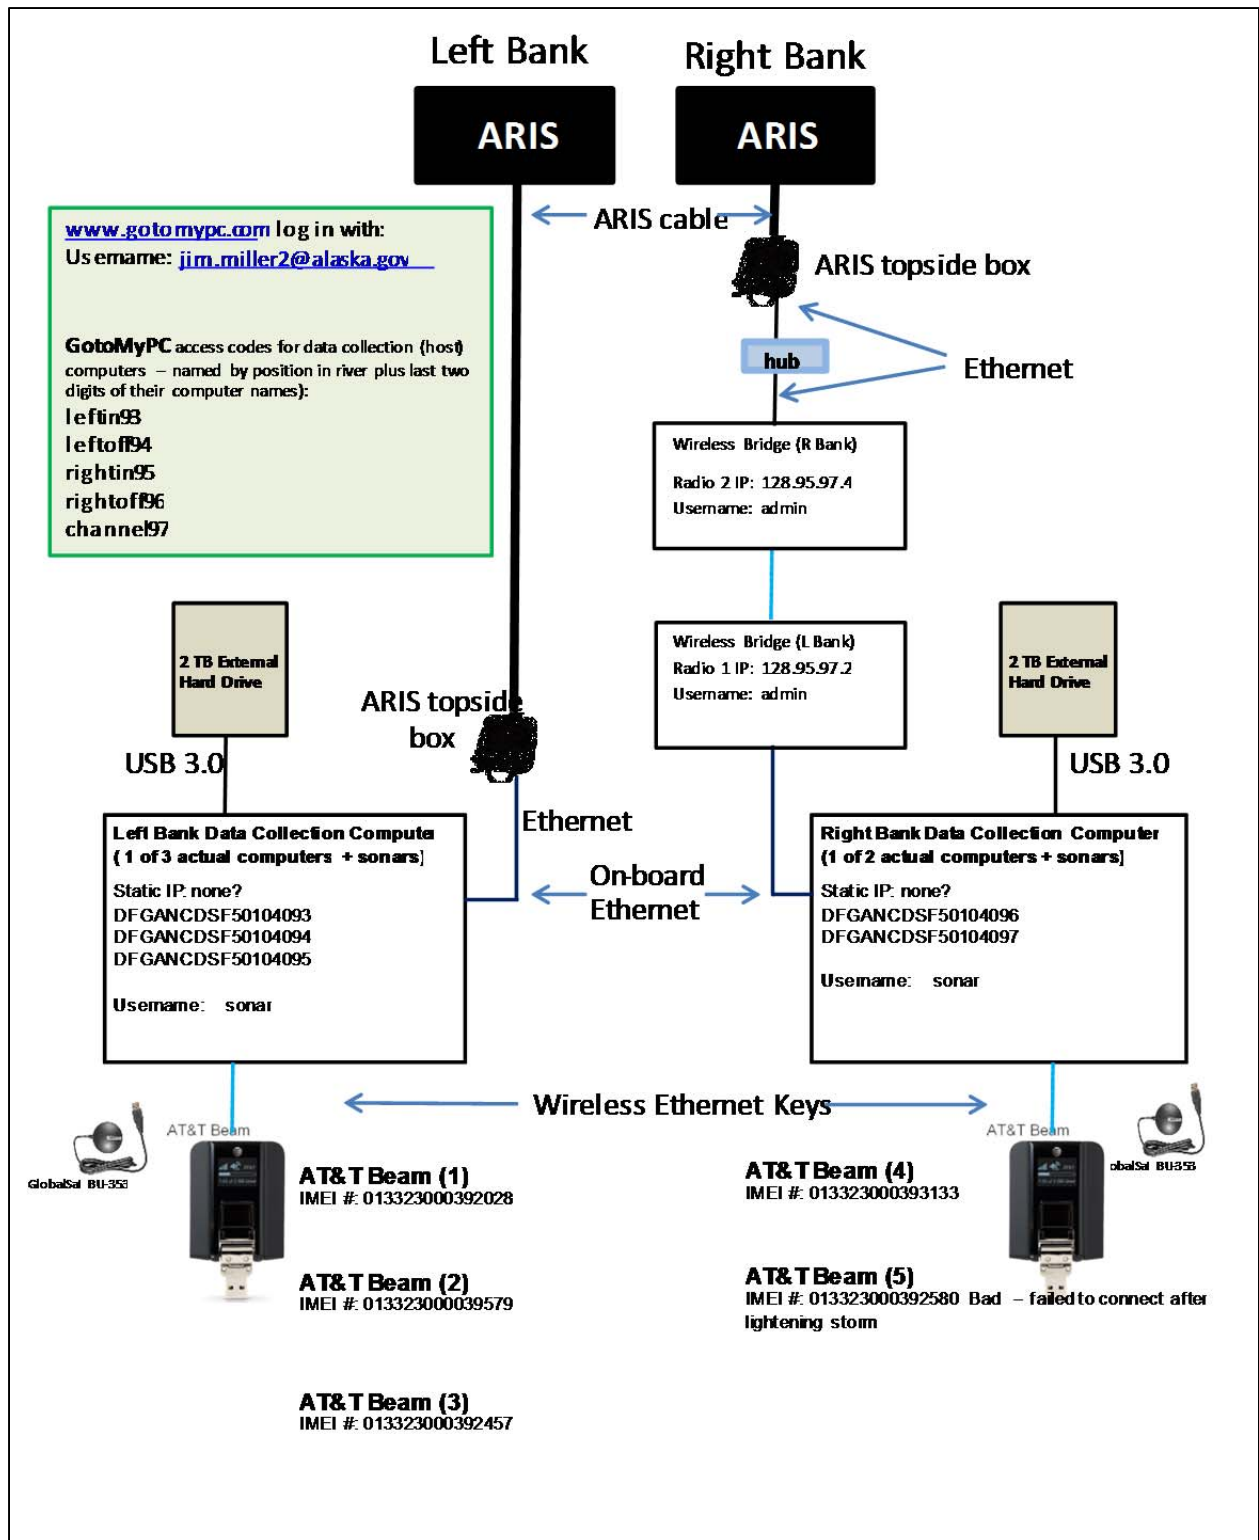 Left Bank
Right Bank
ARIS
ARIS
ARIS cable
ARIS topside box
hub
Ethernet
www.gotomypc.com log in with:
Username: jim.miller2@alaska.gov
GotoMyPC access codes for data collection (host)
computers – named by position in river plus last two
digits of their computer names):
leftin93
leftoff94
rightin95
rightoff96
channel97
Wireless Bridge (R Bank)
Radio 2 IP: 128.95.97.4
Username: admin
Wireless Bridge (L Bank)
Radio 1 IP: 128.95.97.2
Username: admin
2 TB External
Hard Drive
USB 3.0
ARIS topside
box
Ethernet
2 TB External
Hard Drive
USB 3.0
Left Bank Data Collection Computer
( 1 of 3 actual computers + sonars)
Static IP: none?
DFGANCDSF50104093
DFGANCDSF50104094
DFGANCDSF50104095
Username: sonar
On-board
Ethernet
Right Bank Data Collection Computer
(1 of 2 actual computers + sonars)
Static IP: none?
DFGANCDSF50104096
DFGANCDSF50104097
Username: sonar
Wireless Ethernet Keys
AT&T Beam
GlobalSat BU-353
AT&T Beam (1)
IMEI #: 013323000392028
AT&T Beam (2)
IMEI #: 01332300039579
AT&T Beam (3)
IMEI #: 013323000392457
AT&T Beam
obalSat BU-353
AT&T Beam (4)
IMEI #: 013323000393133
AT&T Beam (5)
IMEI #: 013323000392580 Bad – failed to connect after
lightening storm